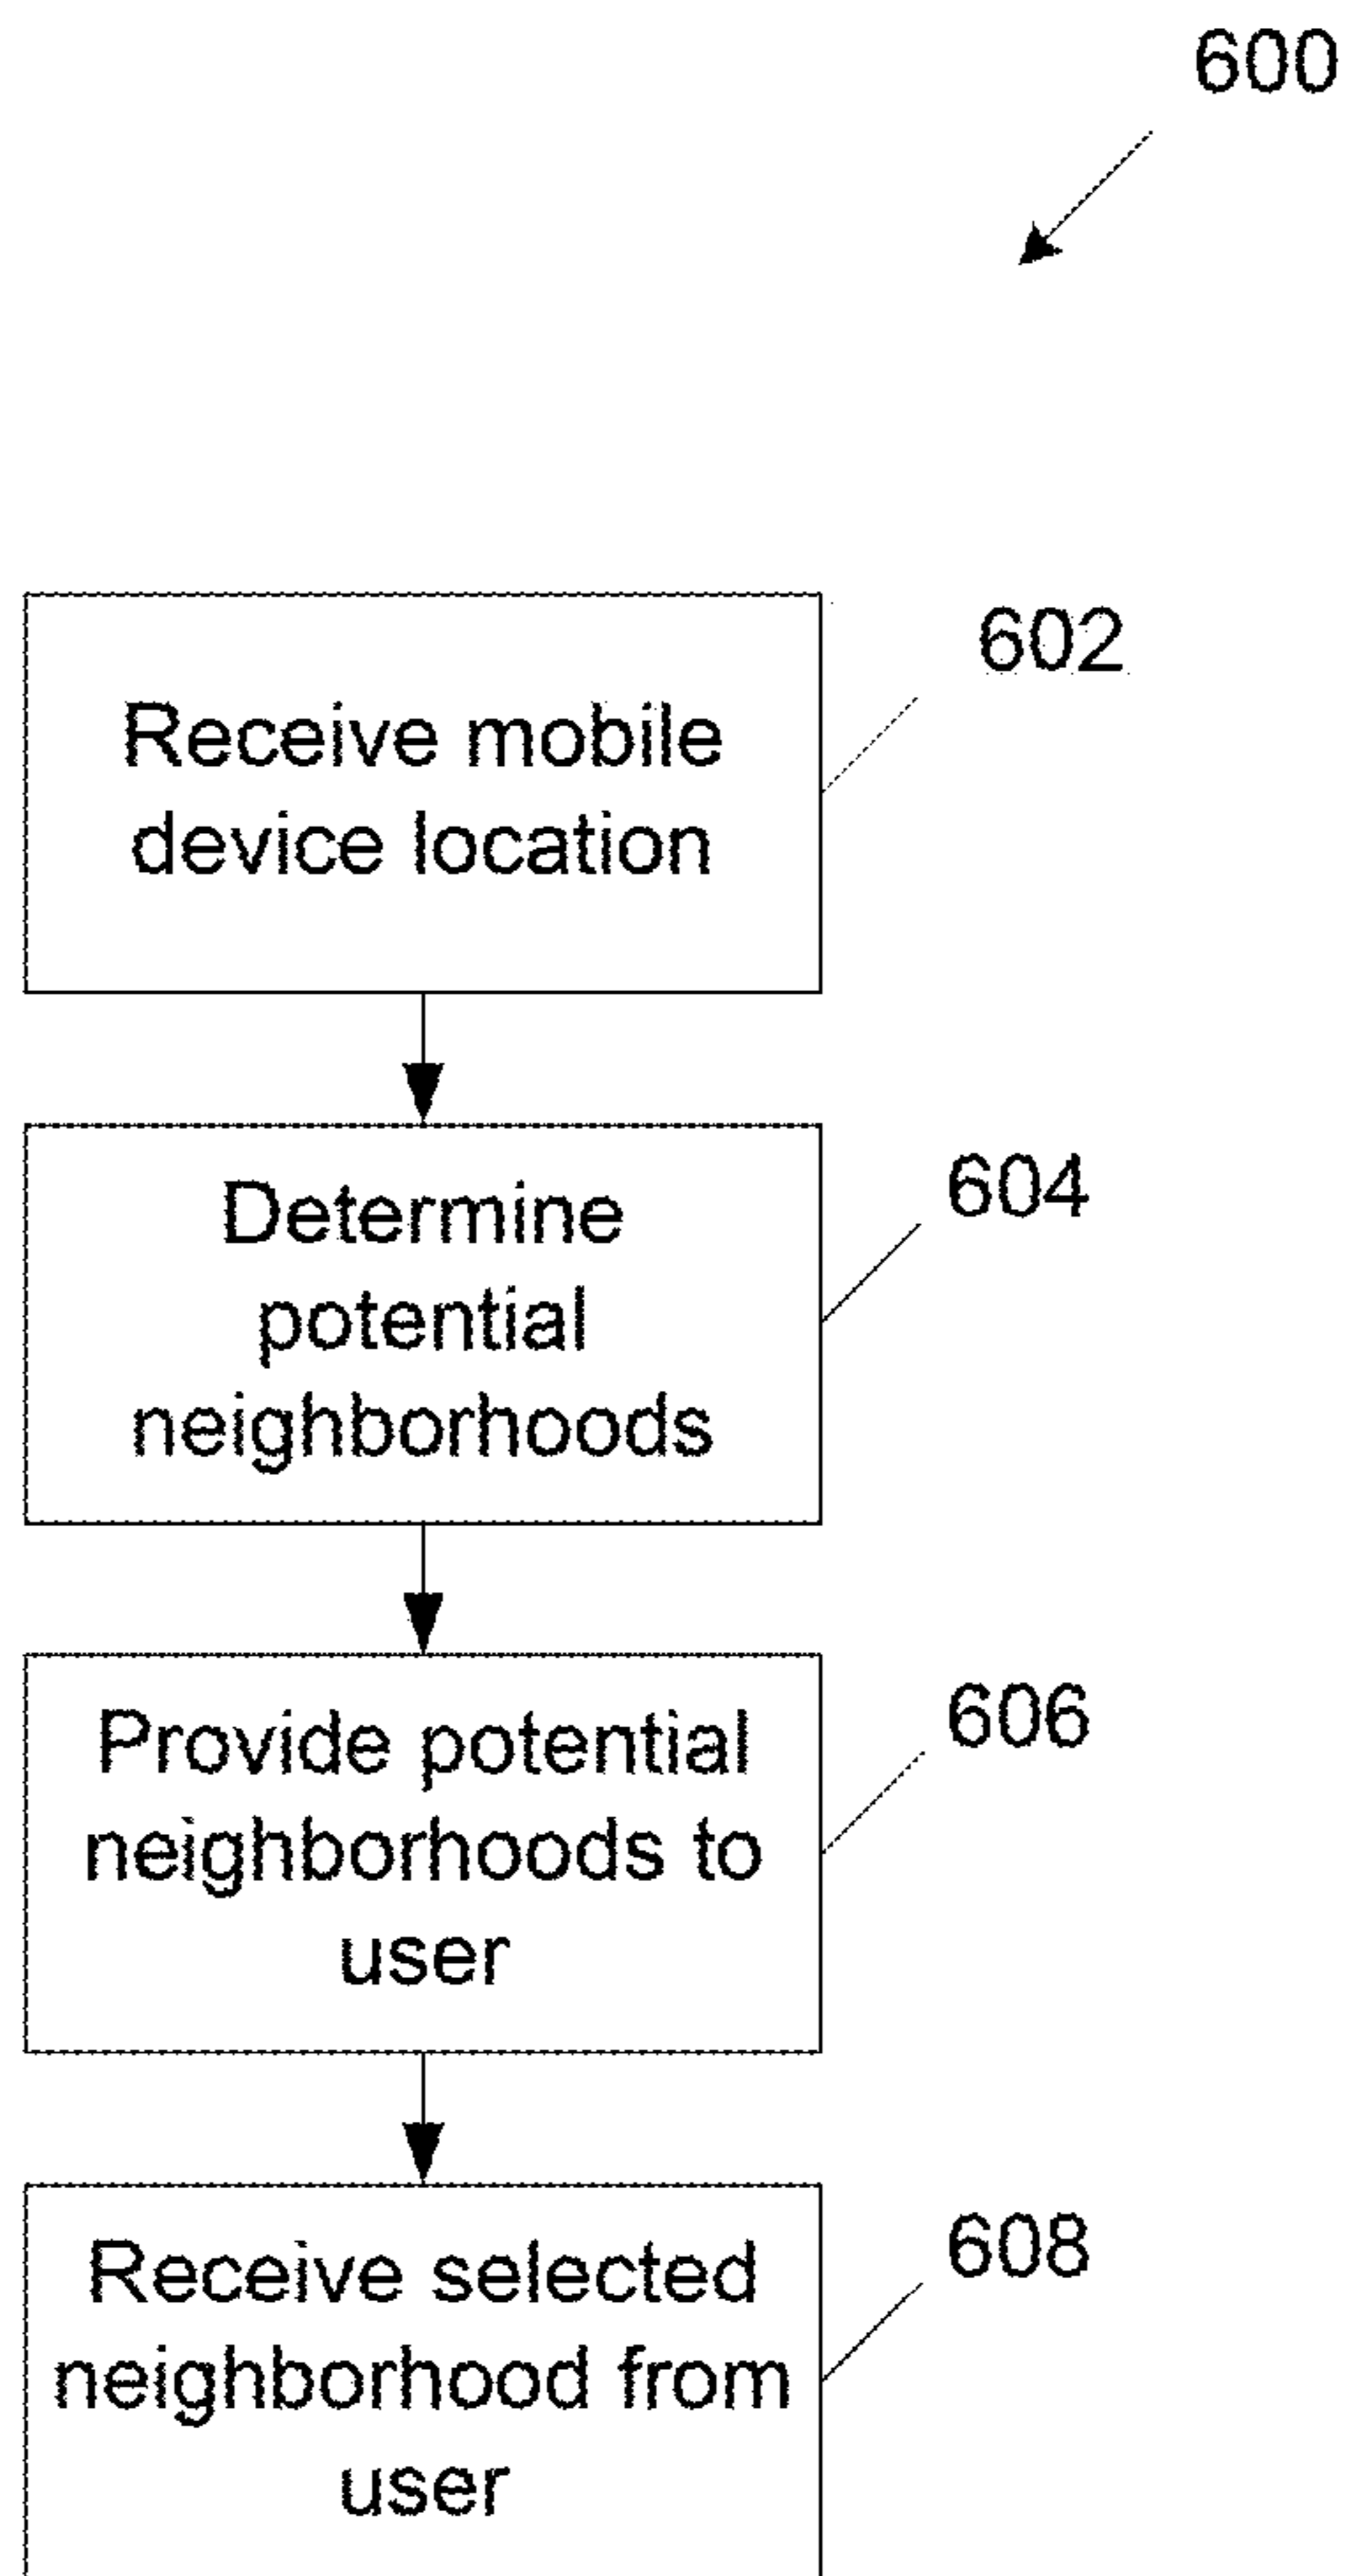 600
602
Receive mobile
device location
604
Determine
potential
neighborhoods
606
Provide potential
neighborhoods to
user
608
Receive selected
neighborhood from
user